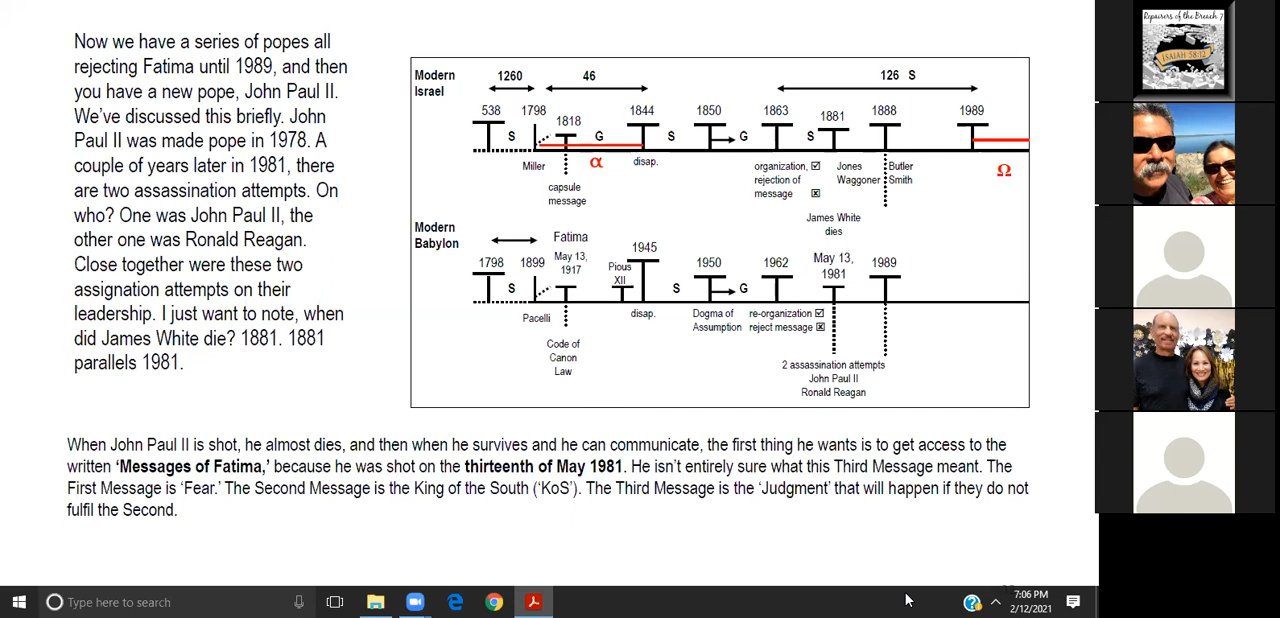 Now we have a series of popes all
rejecting Fatima until 1989, and then
you have a new pope, John Paul II.
We've discussed this briefly. John
Paul II was made pope in 1978. A
couple of years later in 1981, there
are two assassination attempts. On
who? One was John Paul II, the
other one was Ronald Reagan.
Close together were these two
assignation attempts on their
leadership. I just want to note, when
did James White die? 1881. 1881
parallels 1981.
Modern
Israel
1260 46 126 S
538 1798 1818 1844 1850 1863 1881 1888 1989
S G S G S
Miller α disap. Ω
capsule
message
organization, ☑
rejection of
message ☒
Jones
Waggoner
Butler
Smith
James White
dies
Modern
Babylon
Fatima
1798 1899 May 13,
1917
Pious
XII
1945 1950 1962 May 13,
1981
1989
S S G
Pacelli
Code of
Canon
Law
disap.
Dogma of
Assumption
re-organization ☑
reject message ☒
2 assassination attempts
John Paul II
Ronald Reagan
When John Paul II is shot, he almost dies, and then when he survives and he can communicate, the first thing he wants is to get access to the
written 'Messages of Fatima,' because he was shot on the thirteenth of May 1981. He isn't entirely sure what this Third Message meant. The
First Message is 'Fear.' The Second Message is the King of the South ('KoS'). The Third Message is the 'Judgment' that will happen if they do not
fulfil the Second.
Repairers of the Breach 7
ISAIAH 58:12
Type here to search
7:06 PM
2/12/2021